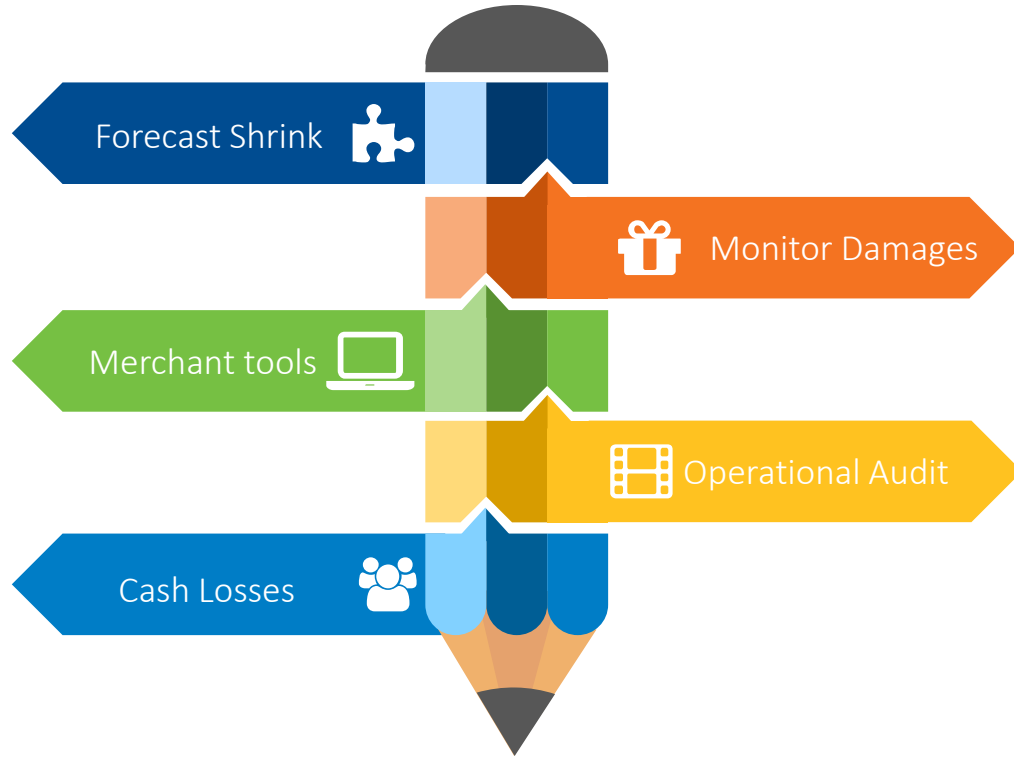 Forecast Shrink
Monitor Damages
Merchant tools
Operational Audit
Cash Losses